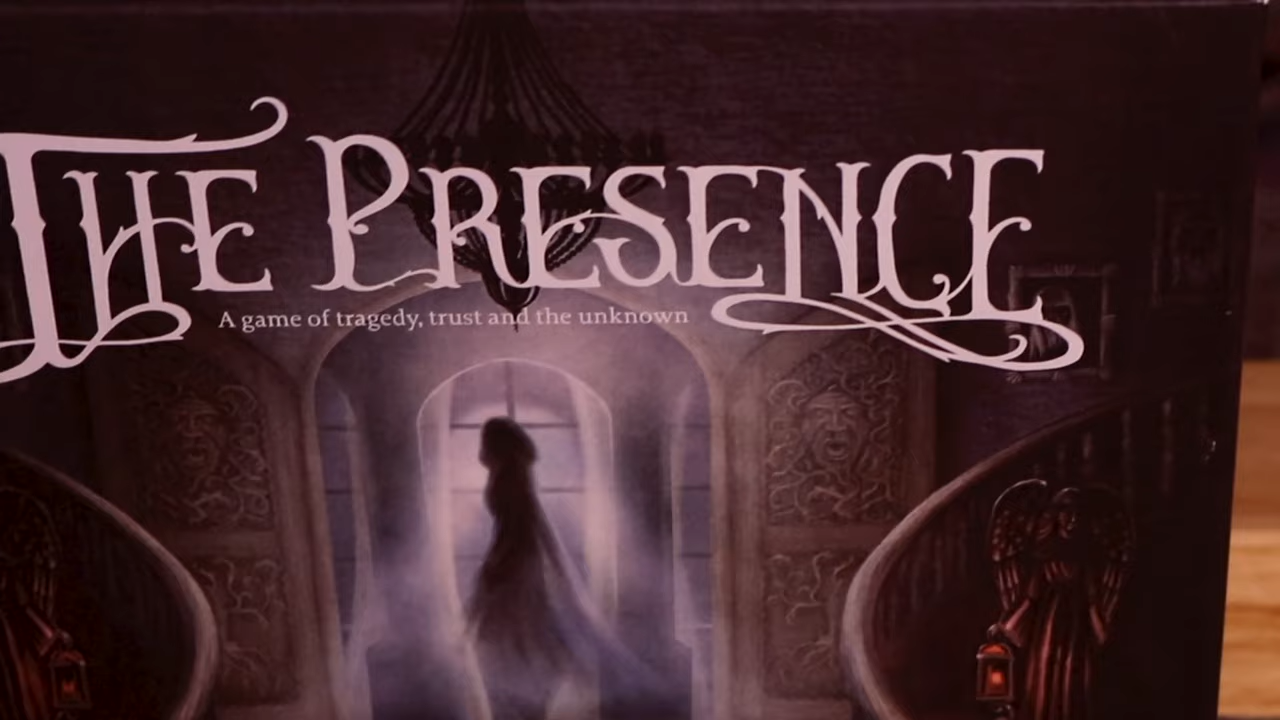 THE PRESENCE
A game of tragedy, trust and the unknown